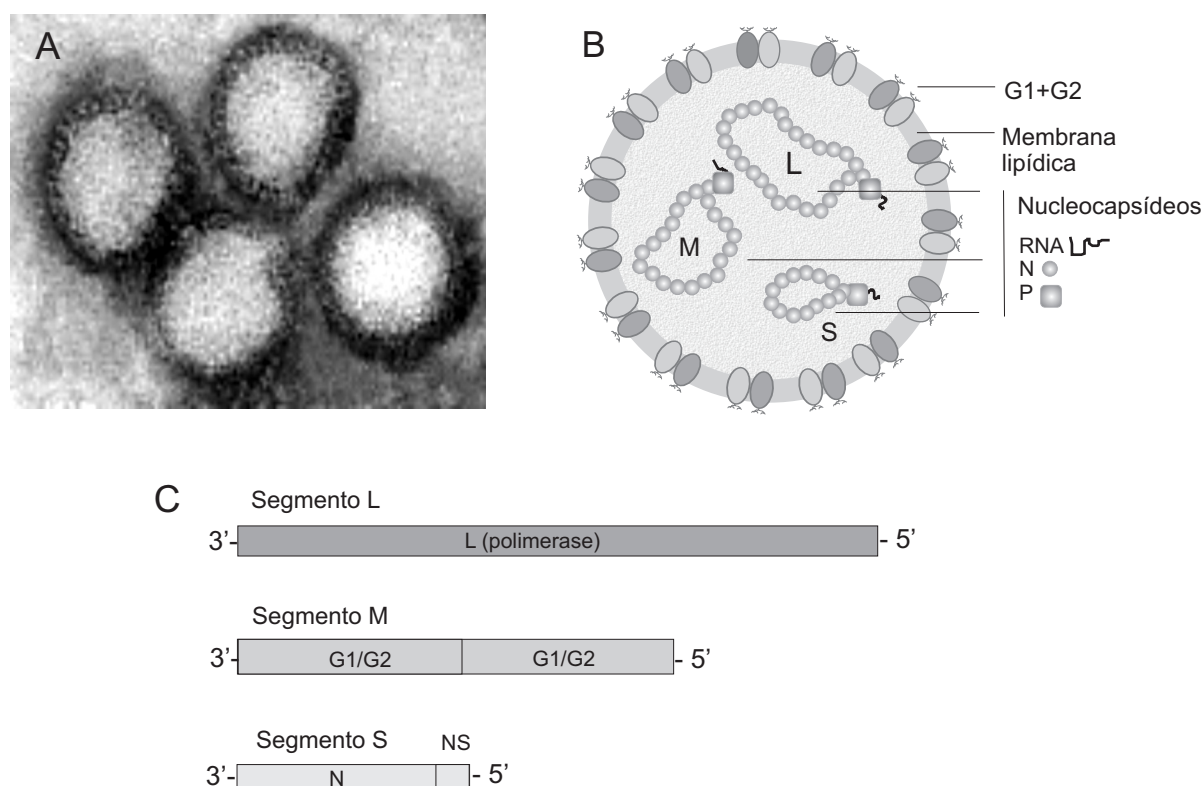 A
B
G1+G2
Membrana
lipídica
L
Nucleocapsídeos
M
RNA
N
P
S
C
Segmento L
3’- L (polimerase) - 5’
Segmento M
3’- G1/G2 G1/G2 - 5’
Segmento S NS
3’- N - 5’